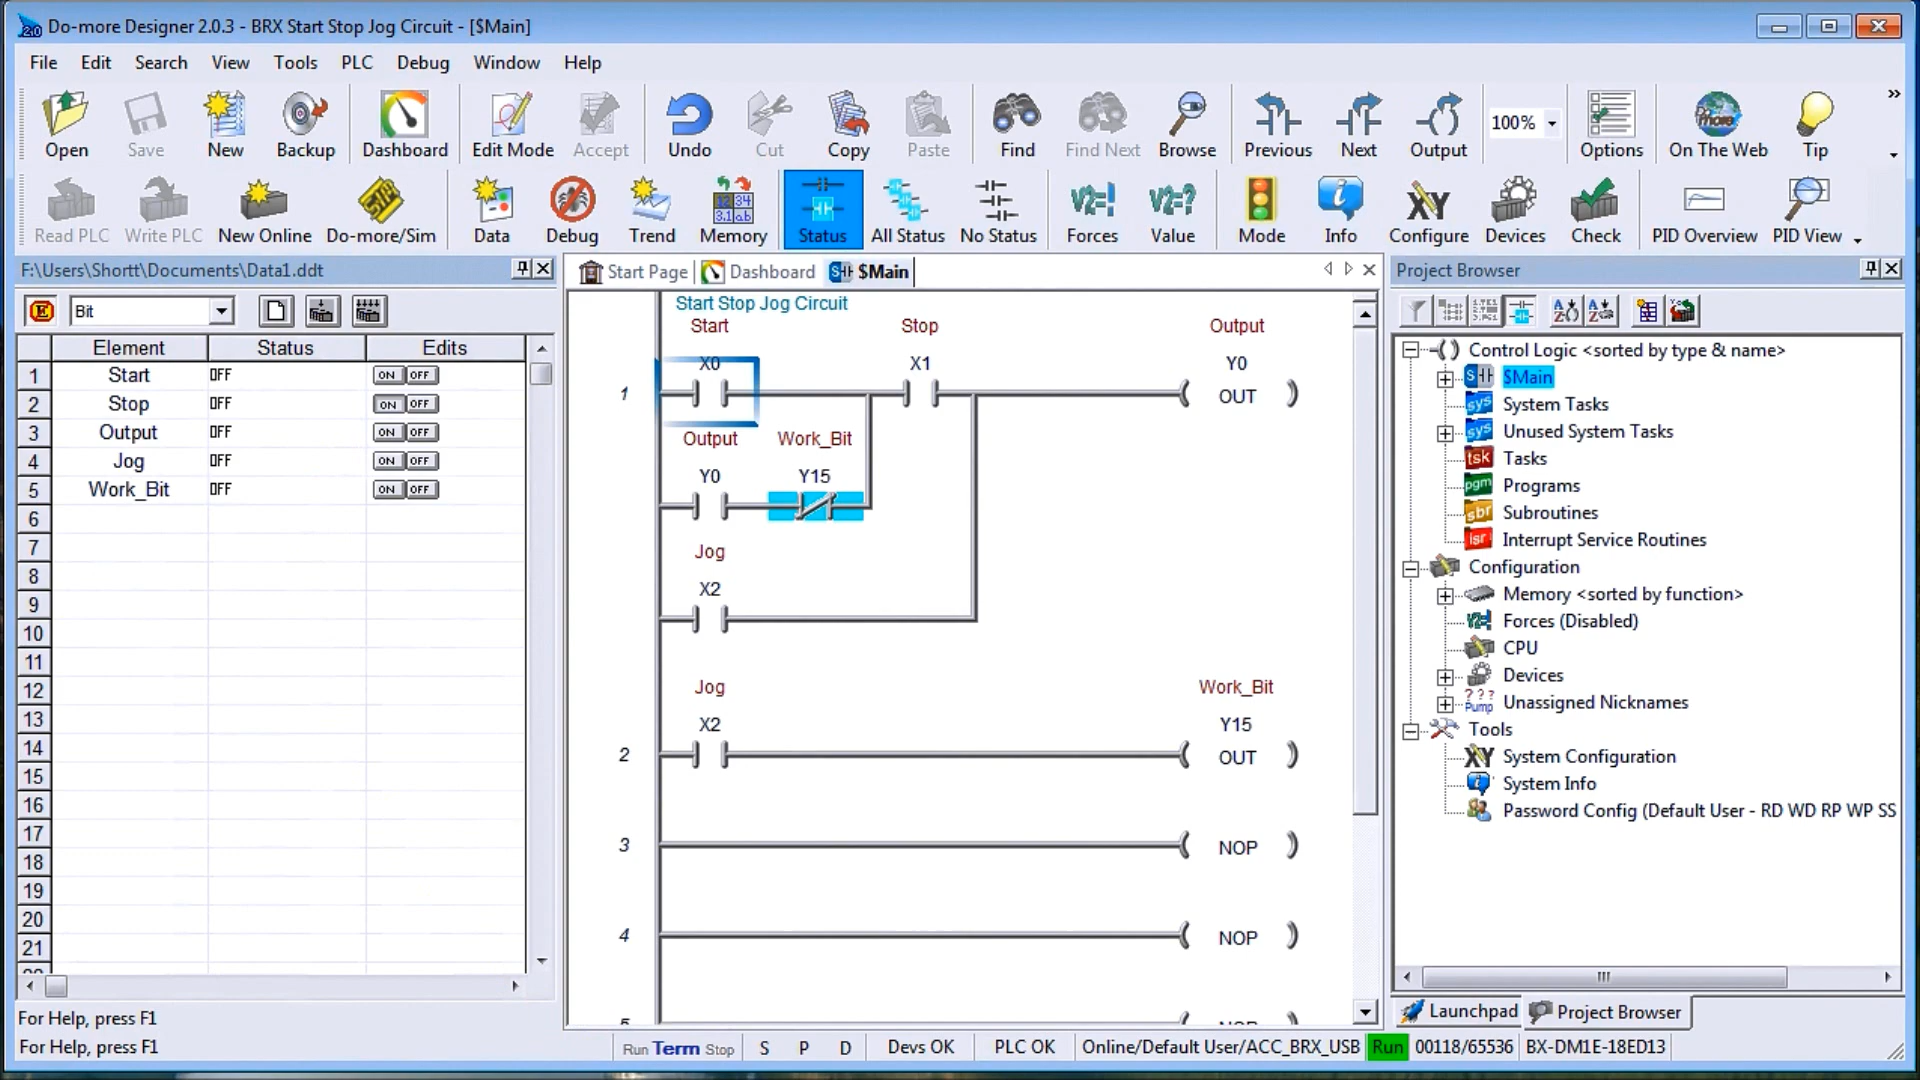 Do-more Designer 2.0.3 - BRX Start Stop Jog Circuit - [$Main]
File Edit Search View Tools PLC Debug Window Help
Open Save New Backup Dashboard Edit Mode Accept Undo Cut Copy Paste Find Find Next Browse Previous Next Output 100% Options On The Web Tip
Read PLC Write PLC New Online Do-more/Sim Data Debug Trend Memory Status All Status No Status Forces Value Mode Info Configure Devices Check PID Overview PID View
F:\Users\Shortt\Documents\Data1.ddt
Bit
Element Status Edits
1 Start OFF ON OFF
2 Stop OFF ON OFF
3 Output OFF ON OFF
4 Jog OFF ON OFF
5 Work_Bit OFF ON OFF
6
7
8
9
10
11
12
13
14
15
16
17
18
19
20
21
For Help, press F1
For Help, press F1
Start Page Dashboard $Main
Start Stop Jog Circuit
Start Stop Output
X0 X1 Y0
1 OUT
Output Work_Bit
Y0 Y15
Jog
X2
Jog Work_Bit
X2 Y15
2 OUT
3 NOP
4 NOP
Project Browser
Control Logic <sorted by type & name>
$Main
System Tasks
Unused System Tasks
Tasks
Programs
Subroutines
Interrupt Service Routines
Configuration
Memory <sorted by function>
Forces (Disabled)
CPU
Devices
Unassigned Nicknames
Tools
System Configuration
System Info
Password Config (Default User - RD WD RP WP SS
Launchpad Project Browser
Run Term Stop S P D Devs OK PLC OK Online/Default User/ACC_BRX_USB Run 00118/65536 BX-DM1E-18ED13